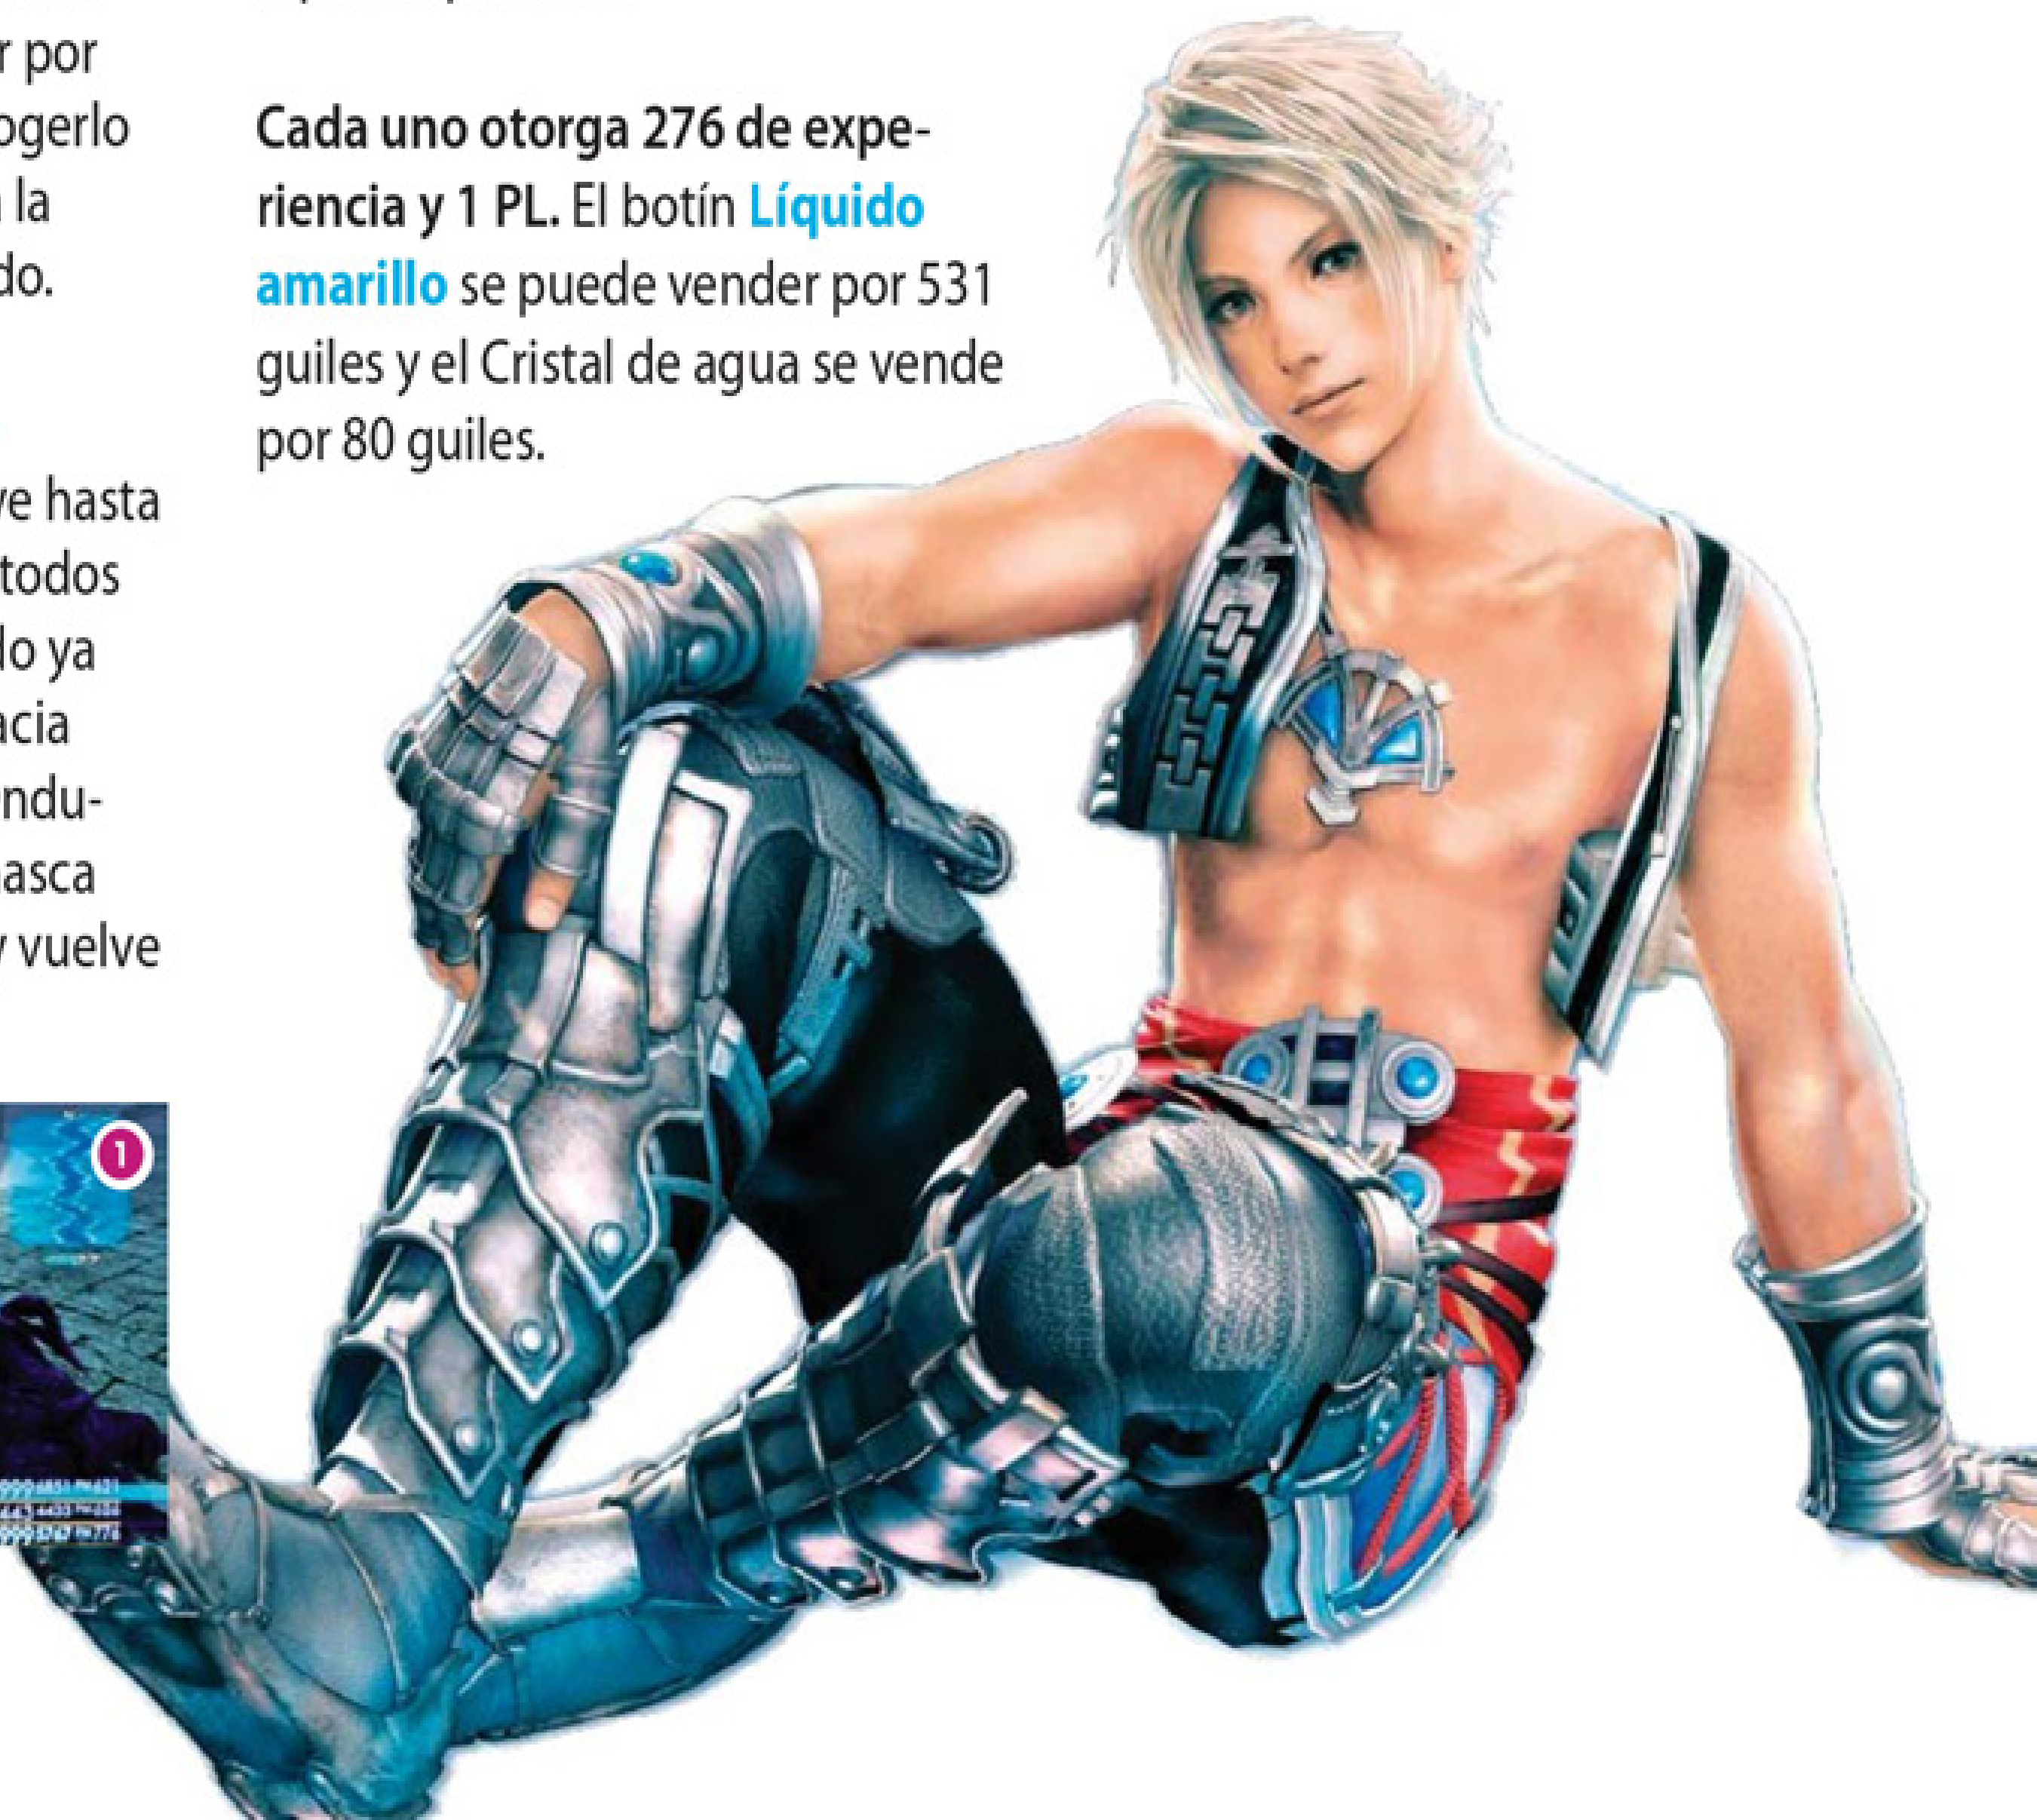 r por
ogerlo
la
do.
ve hasta
todos
do ya
acia
ndu-
asca
y vuelve
Cada uno otorga 276 de expe-
riencia y 1 PL. El botín Líquido
amarillo se puede vender por 531
guiles y el Cristal de agua se vende
por 80 guiles.
1